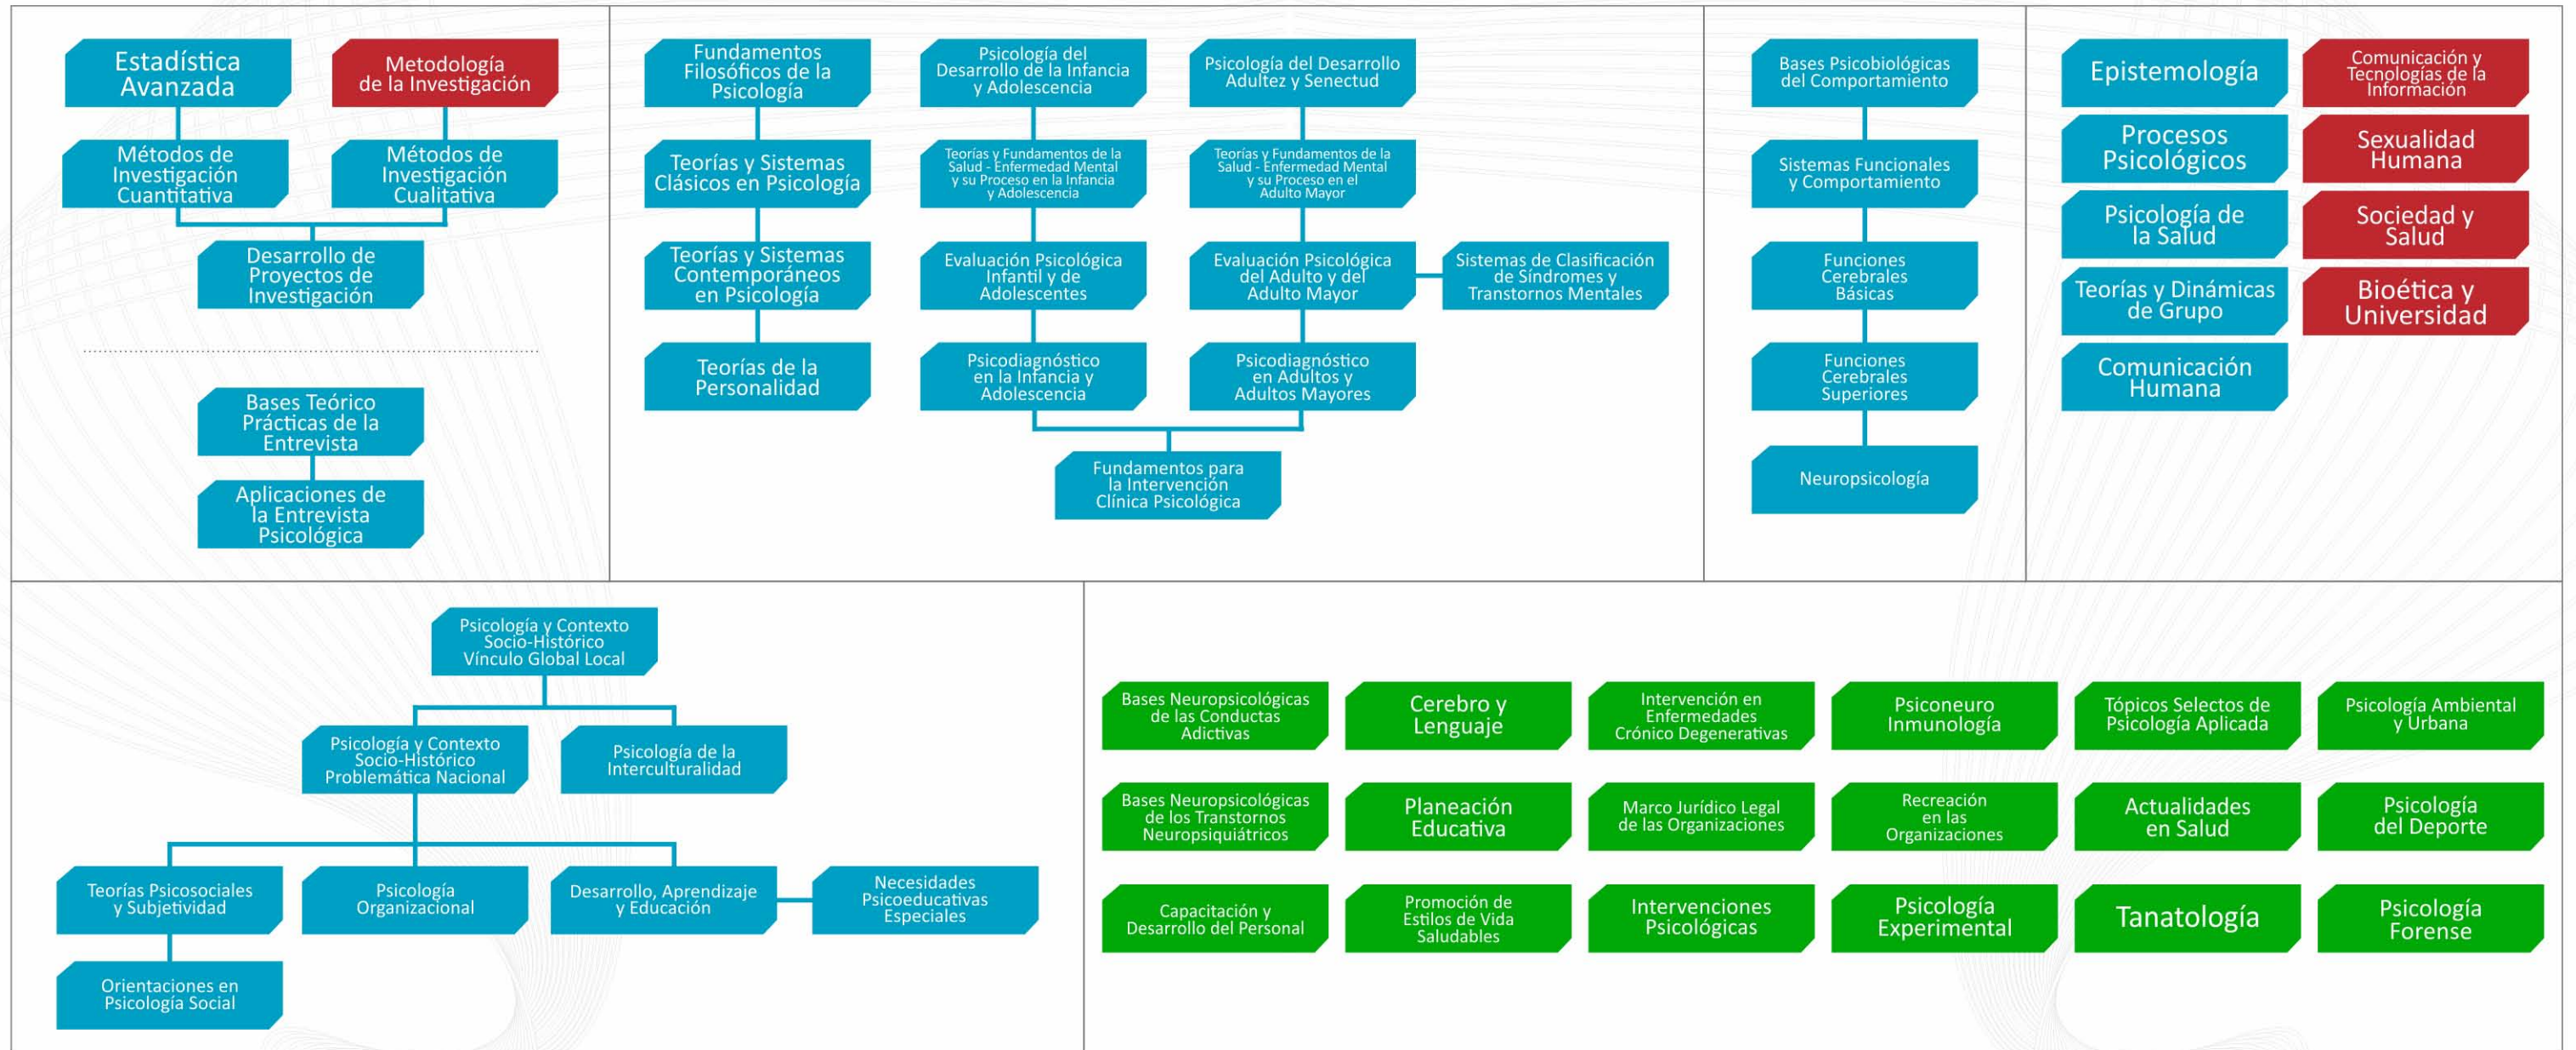 Estadística
Avanzada
Metodología
de la Investigación
Métodos de
Investigación
Cuantitativa
Métodos de
Investigación
Cualitativa
Desarrollo de
Proyectos de
Investigación
Bases Teórico
Prácticas de la
Entrevista
Aplicaciones de
la Entrevista
Psicológica
Fundamentos
Filosóficos de la
Psicología
Teorías y Sistemas
Clásicos en Psicología
Teorías y Sistemas
Contemporáneos
en Psicología
Teorías de la
Personalidad
Psicología del
Desarrollo de la Infancia
y Adolescencia
Teorías y Fundamentos de la
Salud - Enfermedad Mental
y su Proceso en la Infancia
y Adolescencia
Evaluación Psicológica
Infantil y de
Adolescentes
Psicodiagnóstico
en la Infancia y
Adolescencia
Psicología del Desarrollo
Adultez y Senectud
Teorías y Fundamentos de la
Salud - Enfermedad Mental
y su Proceso en el
Adulto Mayor
Evaluación Psicológica
del Adulto y del
Adulto Mayor
Sistemas de Clasificación
de Síndromes y
Transtornos Mentales
Psicodiagnóstico
en Adultos y
Adultos Mayores
Fundamentos para
la Intervención
Clínica Psicológica
Bases Psicobiológicas
del Comportamiento
Sistemas Funcionales
y Comportamiento
Funciones
Cerebrales
Básicas
Funciones
Cerebrales
Superiores
Neuropsicología
Epistemología
Procesos
Psicológicos
Psicología de
la Salud
Teorías y Dinámicas
de Grupo
Comunicación
Humana
Comunicación y
Tecnologías de la
Información
Sexualidad
Humana
Sociedad y
Salud
Bioética y
Universidad
Psicología y Contexto
Socio-Histórico
Vínculo Global Local
Psicología y Contexto
Socio-Histórico
Problemática Nacional
Psicología de la
Interculturalidad
Teorías Psicosociales
y Subjetividad
Psicología
Organizacional
Desarrollo, Aprendizaje
y Educación
Necesidades
Psicoeducativas
Especiales
Orientaciones en
Psicología Social
Bases Neuropsicológicas
de las Conductas
Adictivas
Cerebro y
Lenguaje
Intervención en
Enfermedades
Crónico Degenerativas
Psiconeuro
Inmunología
Tópicos Selectos de
Psicología Aplicada
Psicología Ambiental
y Urbana
Bases Neuropsicológicas
de los Transtornos
Neuropsiquiátricos
Planeación
Educativa
Marco Jurídico Legal
de las Organizaciones
Recreación
en las
Organizaciones
Actualidades
en Salud
Psicología
del Deporte
Capacitación y
Desarrollo del Personal
Promoción de
Estilos de Vida
Saludables
Intervenciones
Psicológicas
Psicología
Experimental
Tanatología
Psicología
Forense